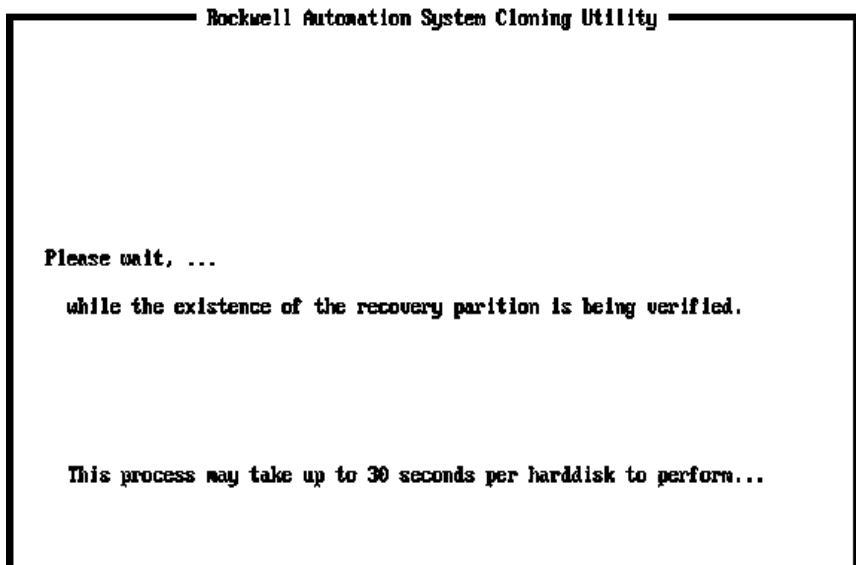 Rockwell Automation System Cloning Utility
Please wait, ...
while the existence of the recovery parition is being verified.
This process may take up to 30 seconds per harddisk to perform...